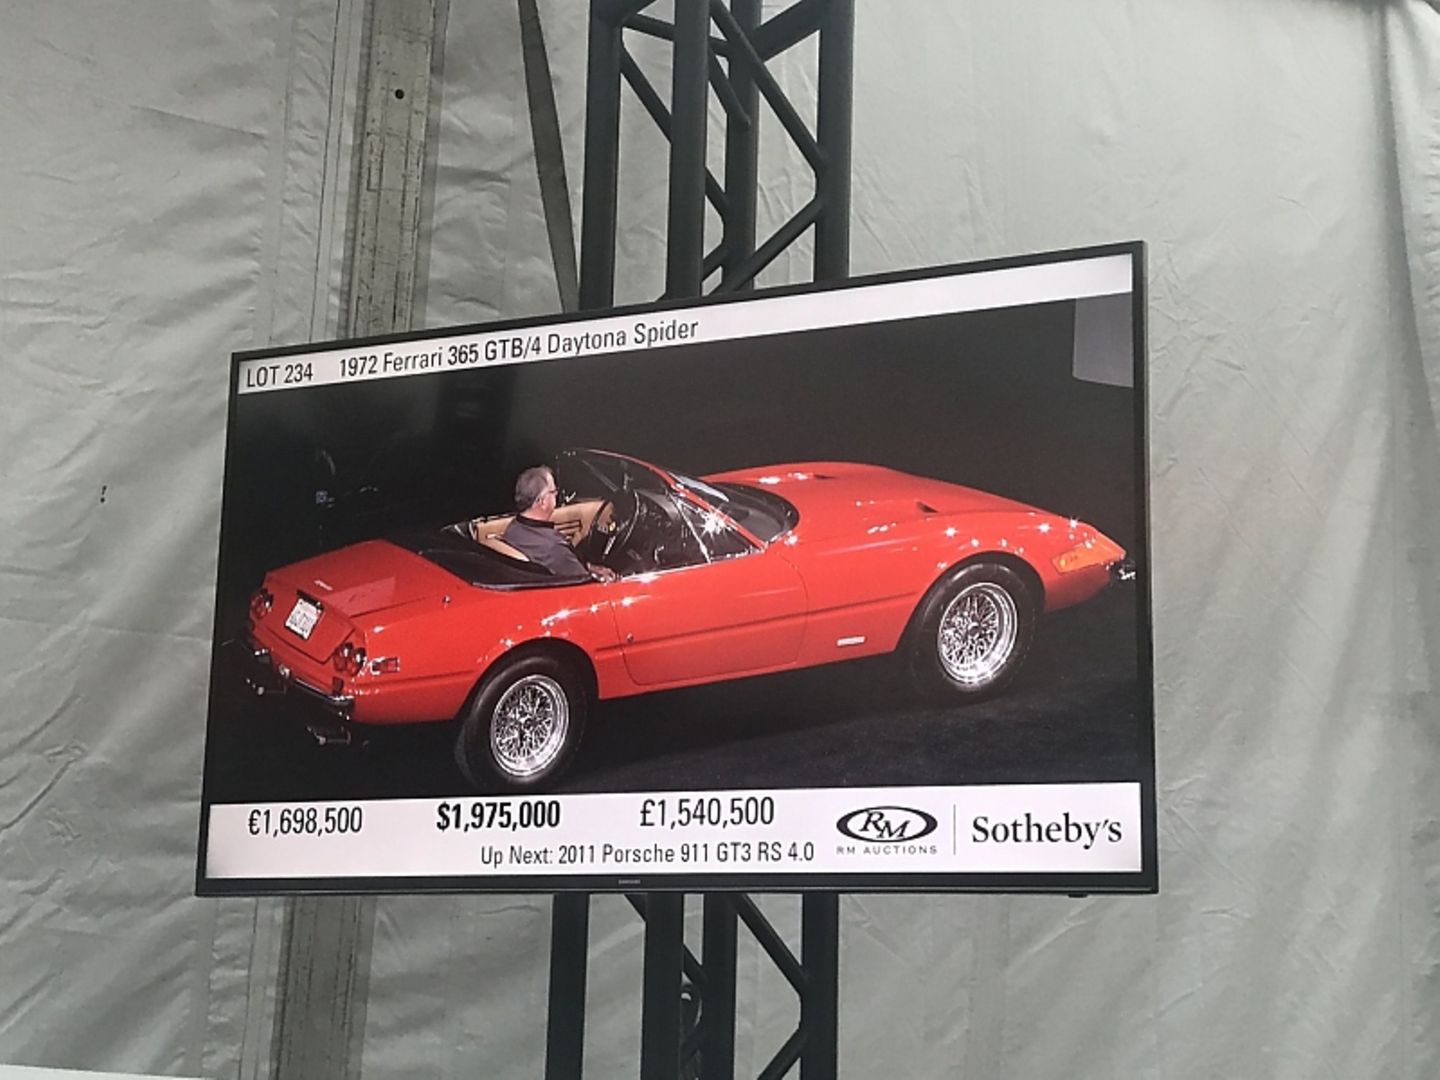 LOT 234 1972 Ferrari 365 GTB/4 Daytona Spider
€1,698,500 $1,975,000 £1,540,500
Up Next: 2011 Porsche 911 GT3 RS 4.0
RM
RM AUCTIONS
Sotheby's
SAMSUNG